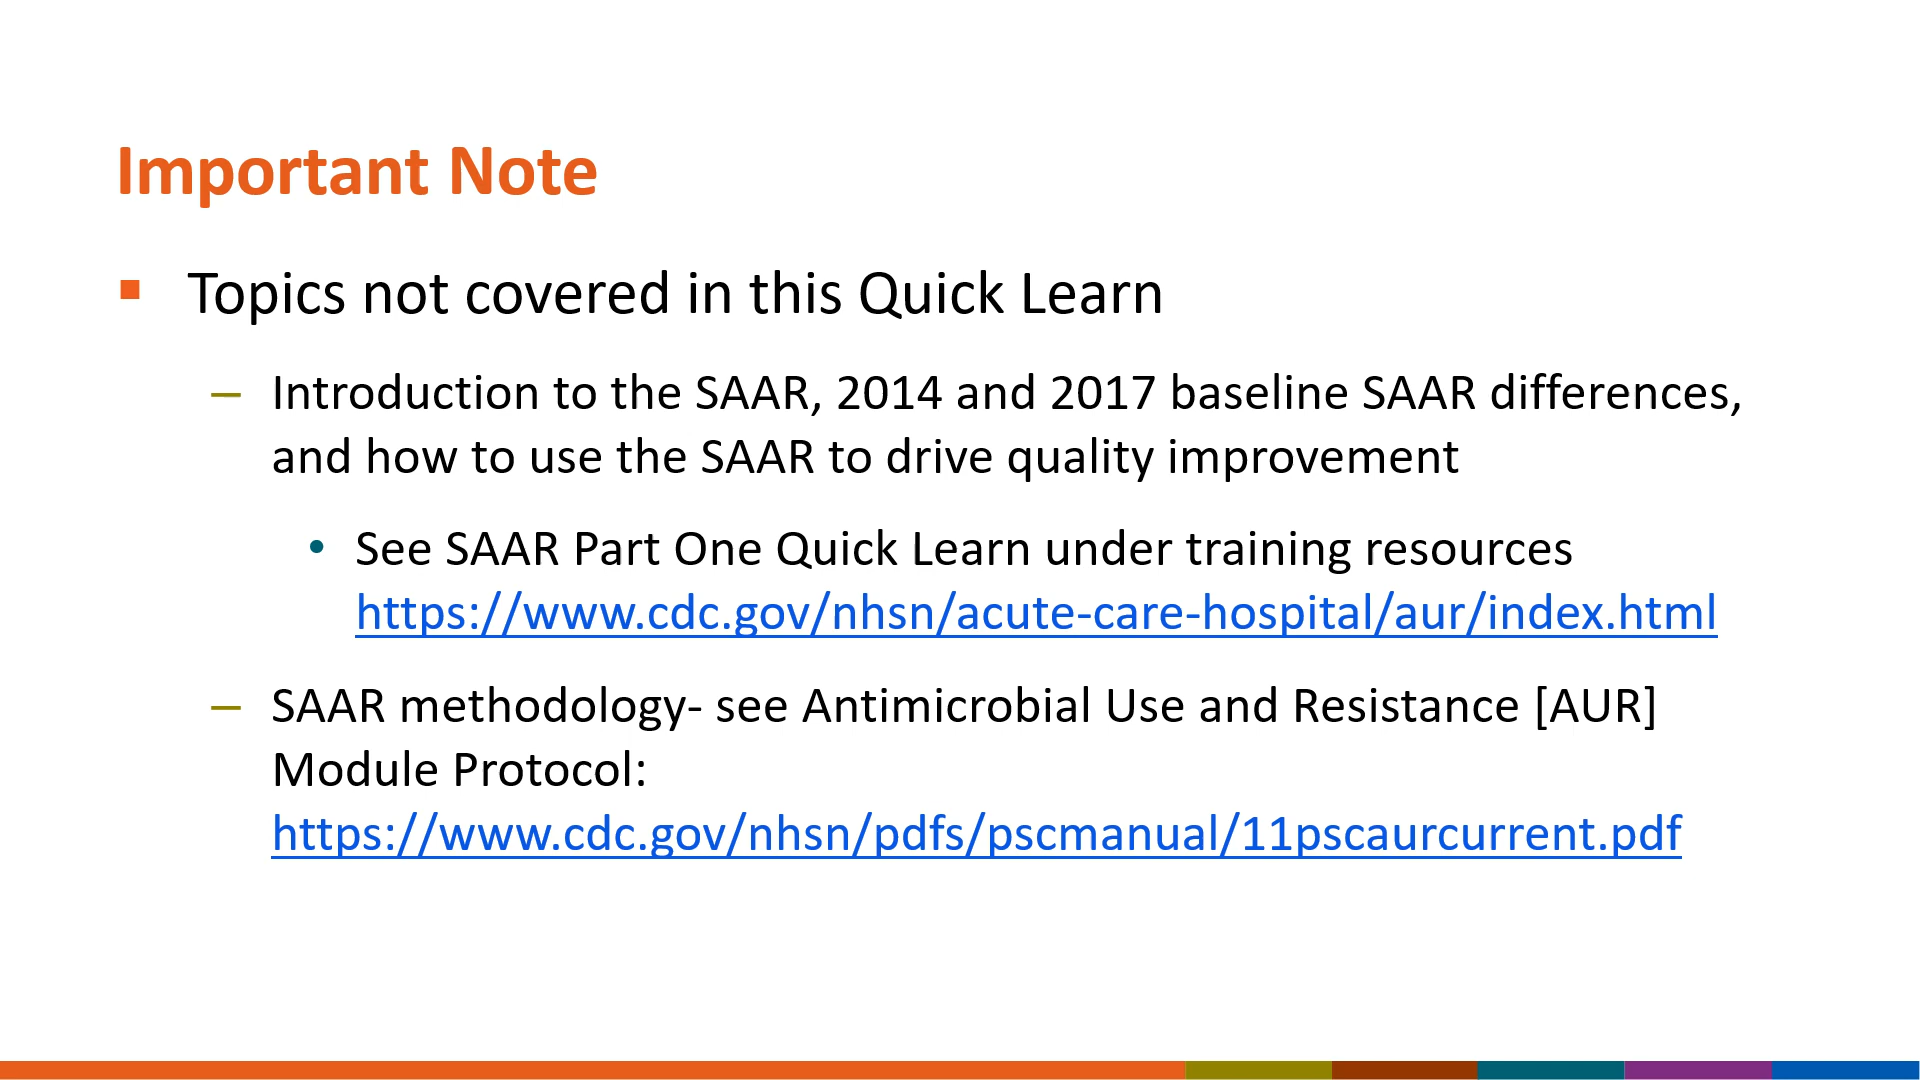 Important Note
▪ Topics not covered in this Quick Learn
– Introduction to the SAAR, 2014 and 2017 baseline SAAR differences,
and how to use the SAAR to drive quality improvement
• See SAAR Part One Quick Learn under training resources
https://www.cdc.gov/nhsn/acute-care-hospital/aur/index.html
– SAAR methodology- see Antimicrobial Use and Resistance [AUR]
Module Protocol:
https://www.cdc.gov/nhsn/pdfs/pscmanual/11pscaurcurrent.pdf